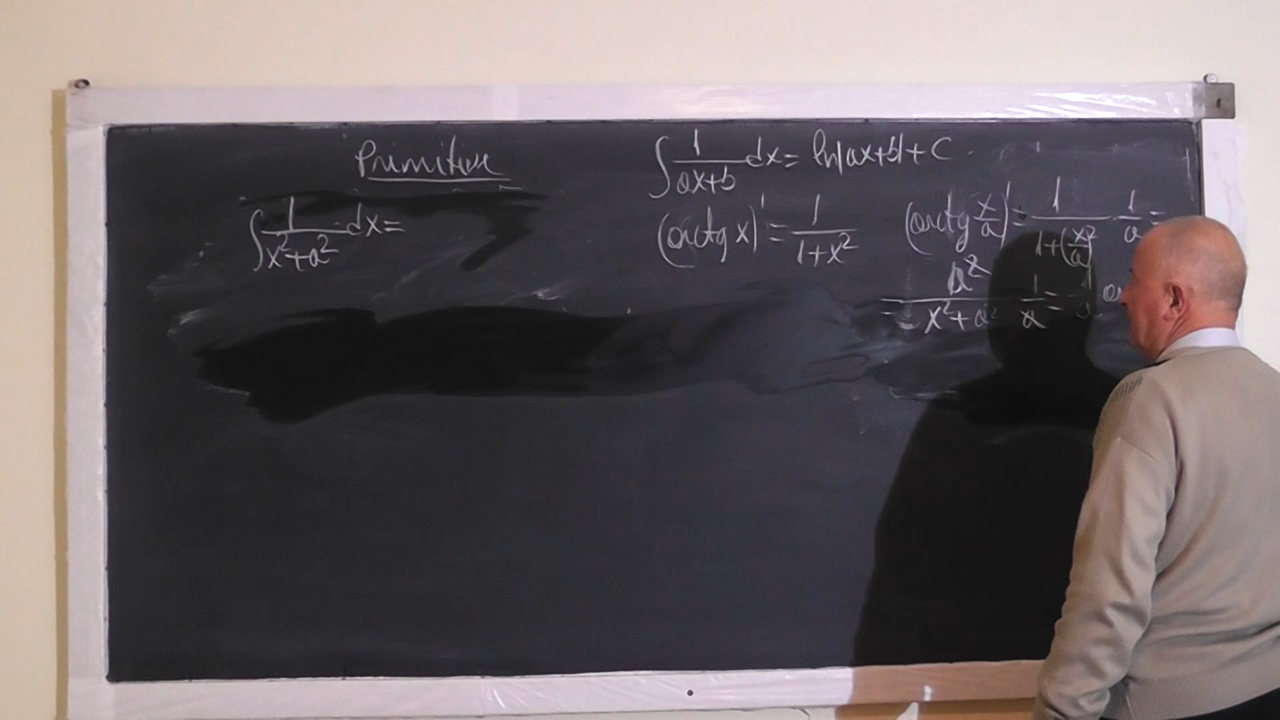 Primitive
∫ 1/(ax+b) dx = ln|ax+b| + C
∫ 1/(x²+a²) dx =
(arctg x)' = 1/(1+x²)
(arctg x/a)' = 1/(1+(x/a)²) · 1/a =
= a²/(x²+a²) · 1/a =